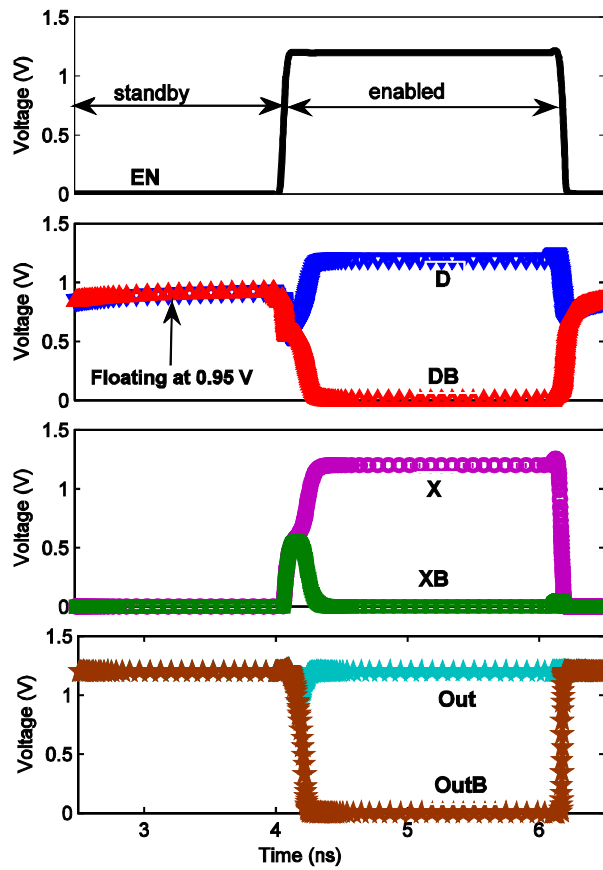 1.5
1
0.5
0
Voltage (V)
standby
enabled
EN
1.5
1
0.5
0
Voltage (V)
D
DB
Floating at 0.95 V
1.5
1
0.5
0
Voltage (V)
X
XB
1.5
1
0.5
0
Voltage (V)
Out
OutB
3
4
5
6
Time (ns)